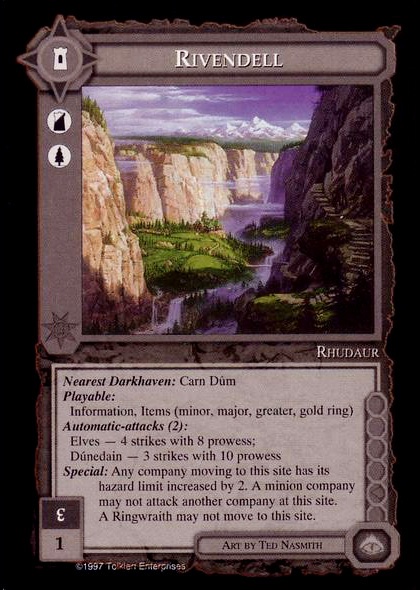 RIVENDELL
RHUDAUR
Nearest Darkhaven: Carn Dûm
Playable:
Information, Items (minor, major, greater, gold ring)
Automatic-attacks (2):
Elves — 4 strikes with 8 prowess;
Dúnedain — 3 strikes with 10 prowess
Special: Any company moving to this site has its
hazard limit increased by 2. A minion company
may not attack another company at this site.
A Ringwraith may not move to this site.
1
ART BY TED NASMITH
©1997 Tolkien Enterprises